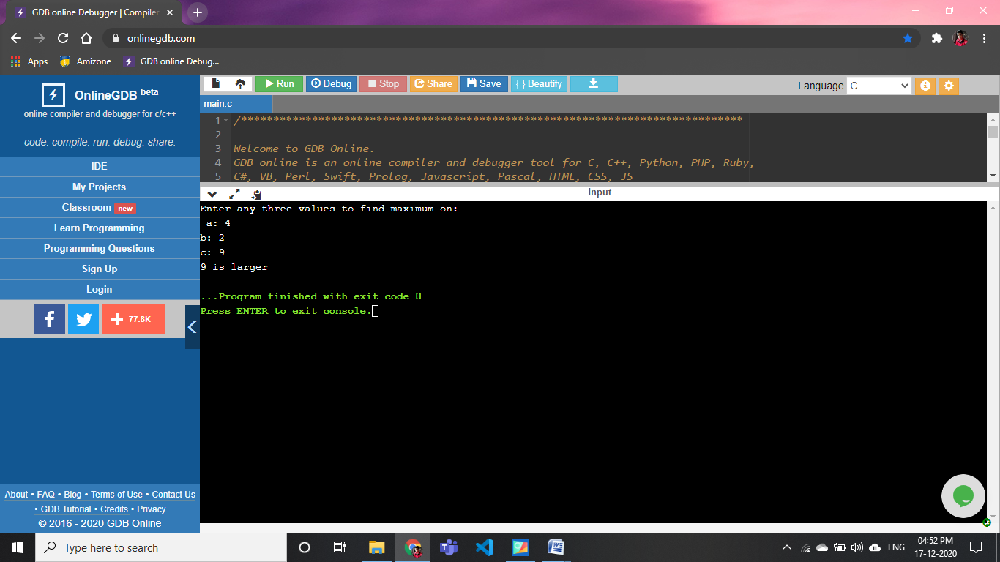 GDB online Debugger | Compiler
onlinegdb.com
Apps
Amizone
GDB online Debug...
OnlineGDB beta
online compiler and debugger for c/c++
code. compile. run. debug. share.
IDE
My Projects
Classroom new
Learn Programming
Programming Questions
Sign Up
Login
77.8K
About • FAQ • Blog • Terms of Use • Contact Us
• GDB Tutorial • Credits • Privacy
© 2016 - 2020 GDB Online
Run
Debug
Stop
Share
Save
{ } Beautify
Language C
main.c
1 /******************************************************************************
2
3 Welcome to GDB Online.
4 GDB online is an online compiler and debugger tool for C, C++, Python, PHP, Ruby,
5 C#, VB, Perl, Swift, Prolog, Javascript, Pascal, HTML, CSS, JS
input
Enter any three values to find maximum on:
a: 4
b: 2
c: 9
9 is larger
...Program finished with exit code 0
Press ENTER to exit console.
Type here to search
ENG
04:52 PM
17-12-2020